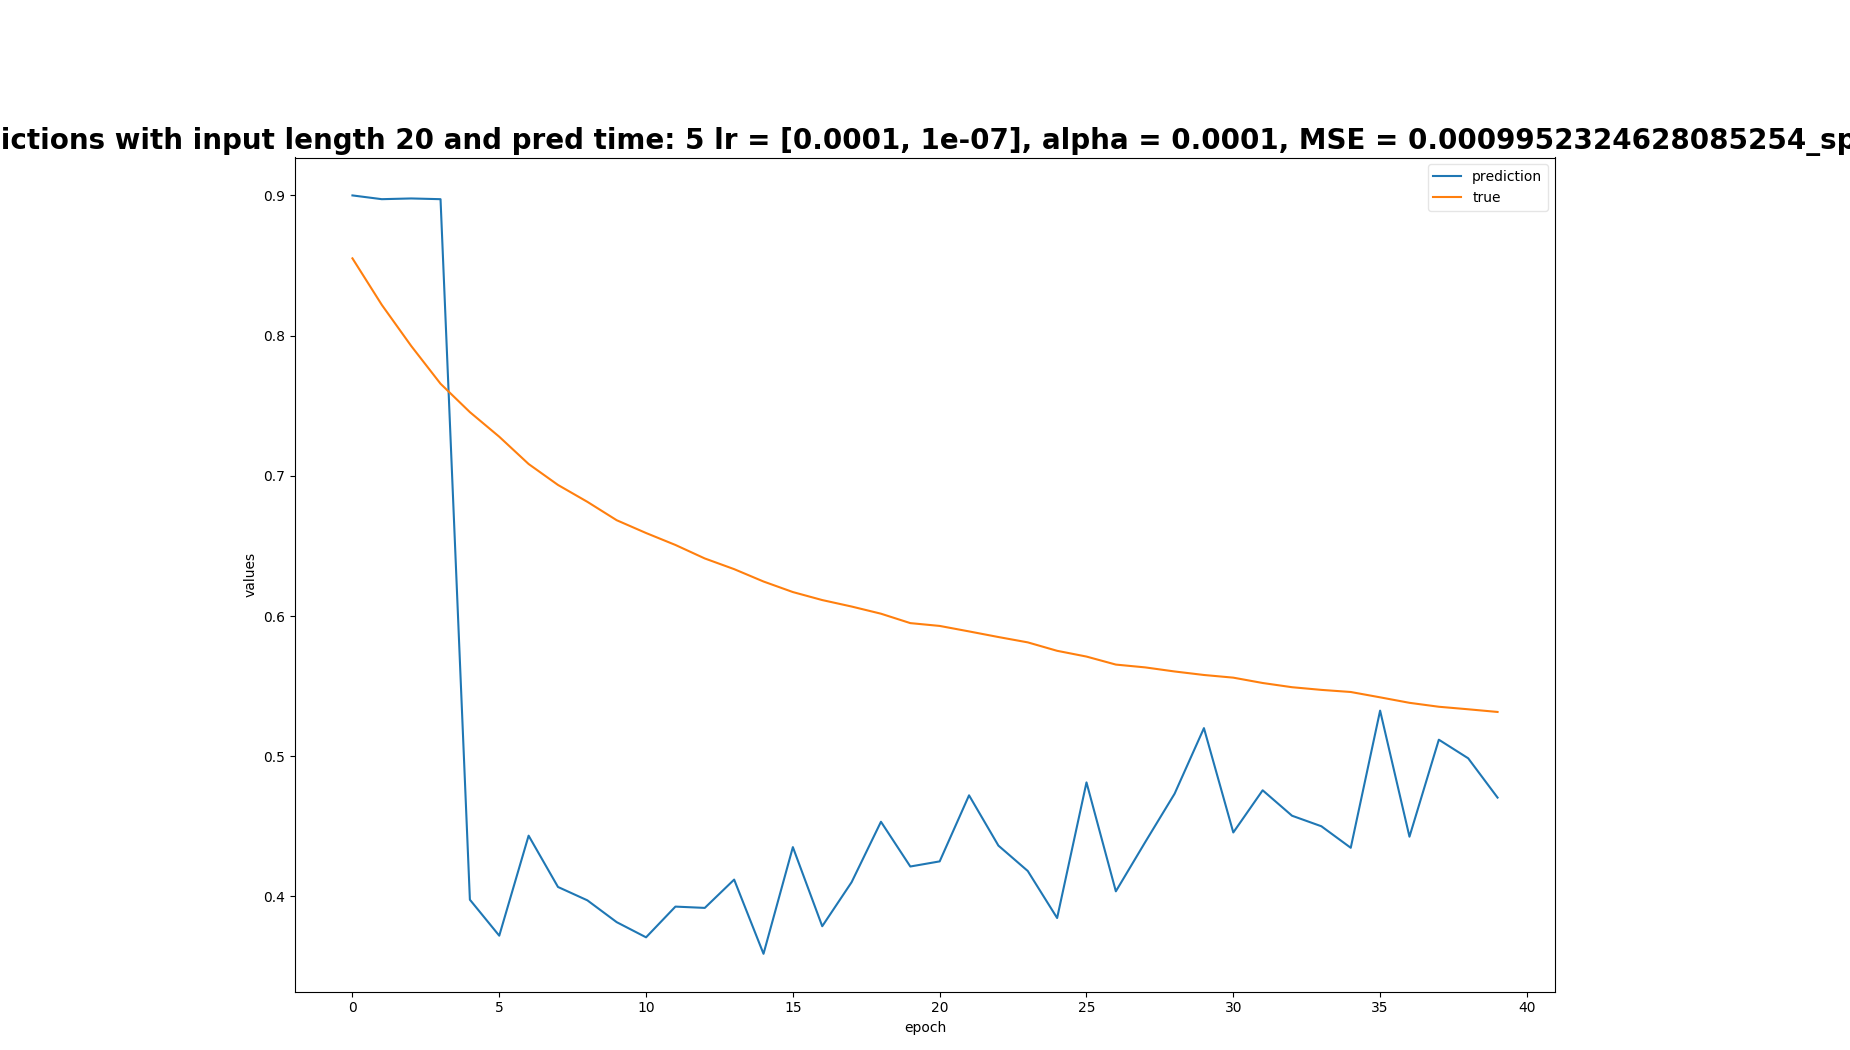 ictions with input length 20 and pred time: 5 lr = [0.0001, 1e-07], alpha = 0.0001, MSE = 0.0009952324628085254_sp
prediction
true
0.9
0.8
0.7
0.6
0.5
0.4
values
0 5 10 15 20 25 30 35 40
epoch